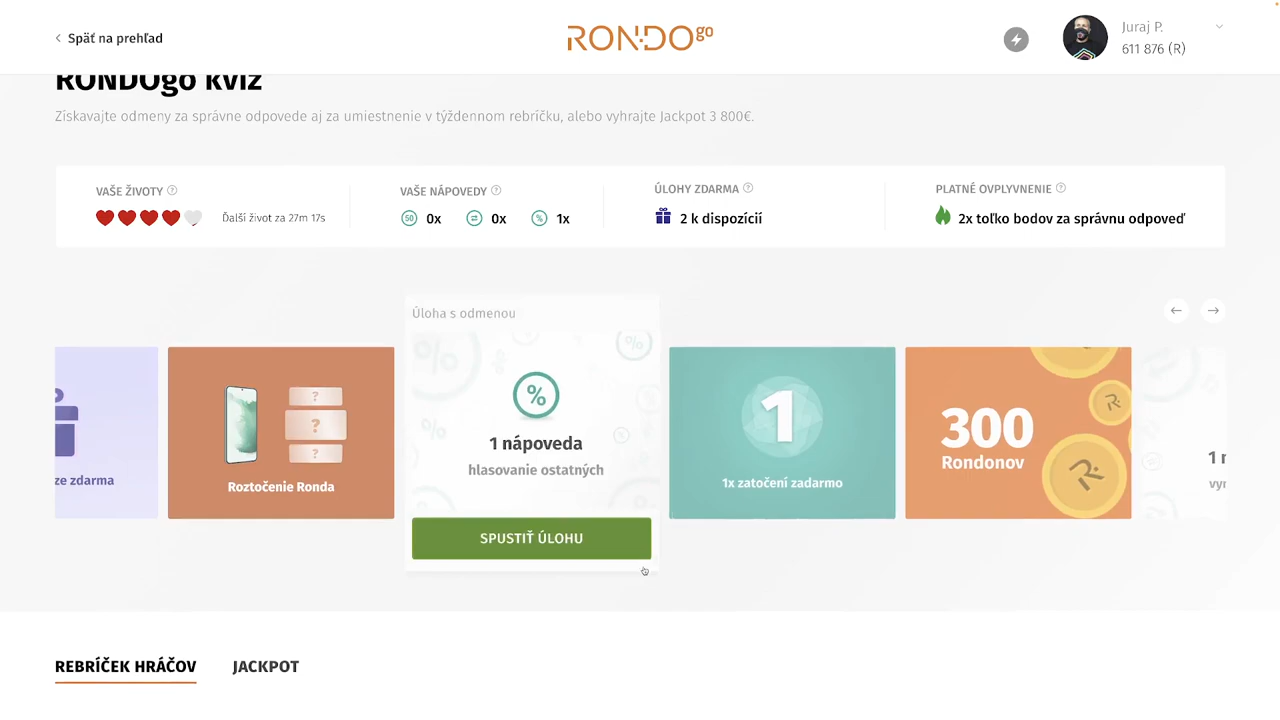 Späť na prehľad
RONDOgo
Juraj P.
611 876 (R)
RONDOgo kvíz
Získavajte odmeny za správne odpovede aj za umiestnenie v týždennom rebríčku, alebo vyhrajte Jackpot 3 800€.
VAŠE ŽIVOTY ?
Ďalší život za 27m 17s
VAŠE NÁPOVEDY ?
50 0x 0x % 1x
ÚLOHY ZDARMA ?
2 k dispozícií
PLATNÉ OVPLYVNENIE ?
2x toľko bodov za správnu odpoveď
ze zdarma
? ? ?
Roztočenie Ronda
Úloha s odmenou
%
1 nápoveda
hlasovanie ostatných
SPUSTIŤ ÚLOHU
1
1x zatočení zadarmo
300
Rondonov
1
REBRÍČEK HRÁČOV
JACKPOT